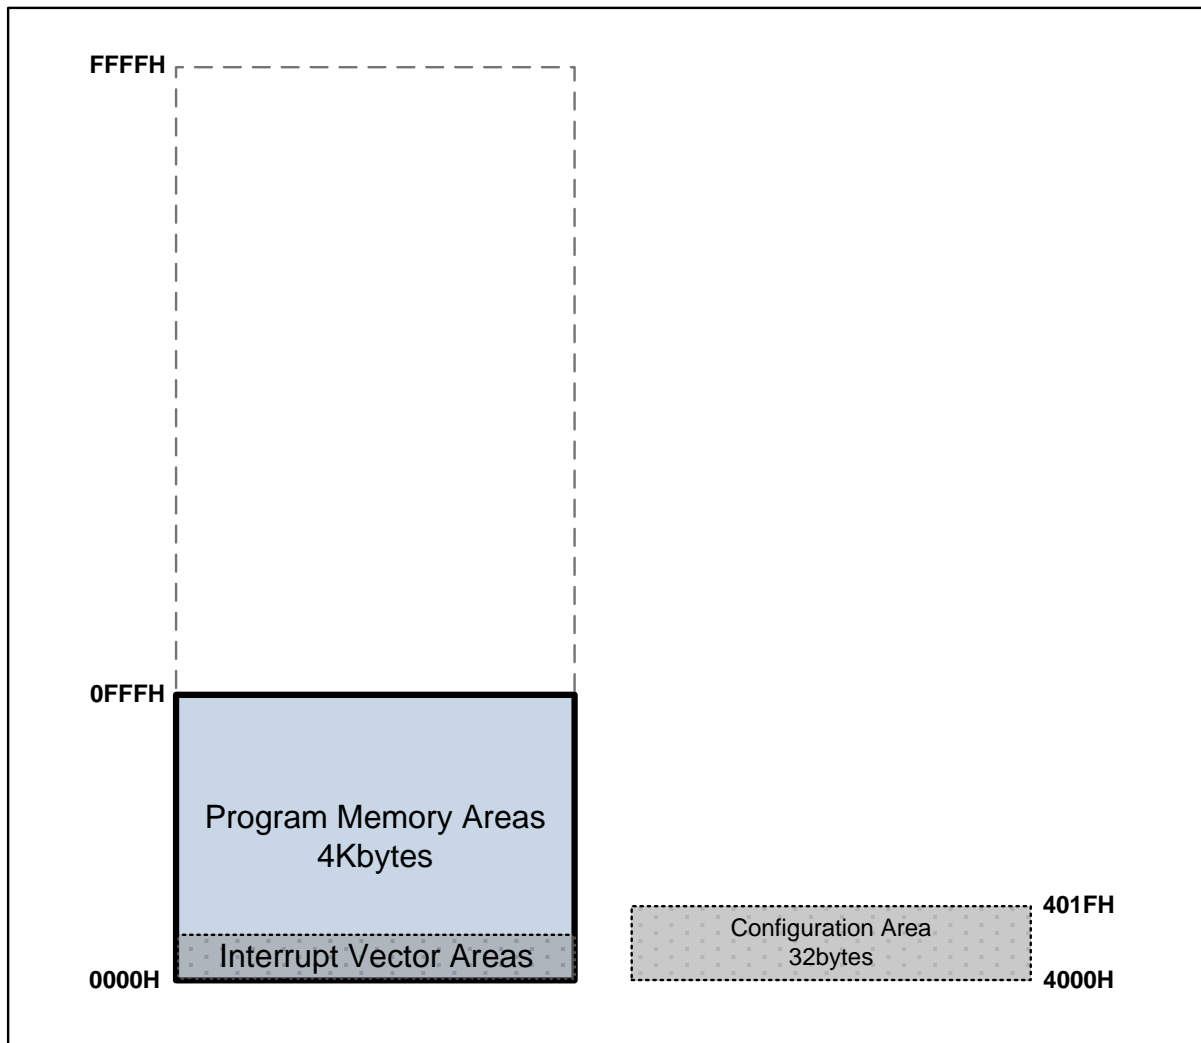 FFFFH
0FFFH
Program Memory Areas
4Kbytes
Interrupt Vector Areas
0000H
401FH
Configuration Area
32bytes
4000H